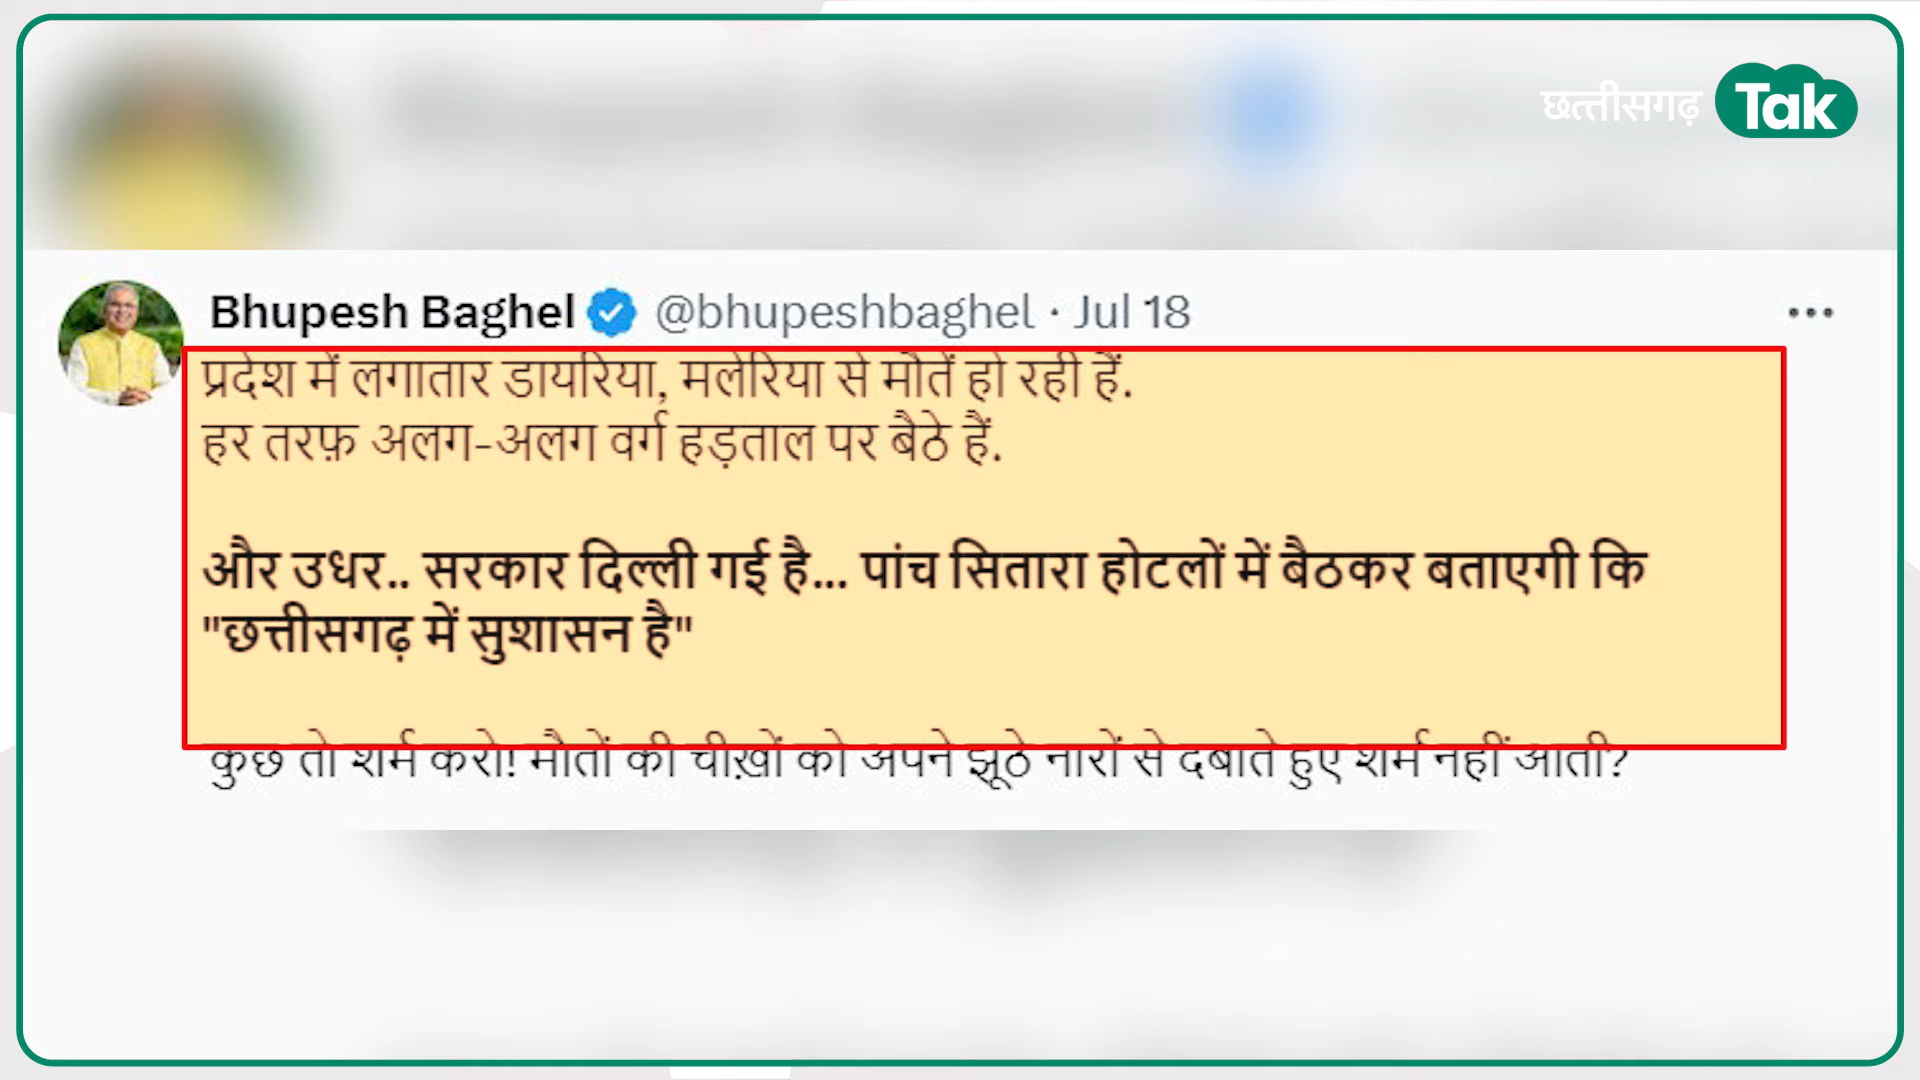 छत्तीसगढ़ Tak
Bhupesh Baghel @bhupeshbaghel · Jul 18
प्रदेश में लगातार डायरिया, मलेरिया से मौतें हो रही हैं.
हर तरफ़ अलग-अलग वर्ग हड़ताल पर बैठे हैं.
और उधर.. सरकार दिल्ली गई है... पांच सितारा होटलों में बैठकर बताएगी कि
"छत्तीसगढ़ में सुशासन है"
कुछ तो शर्म करो! मौतों की चीख़ों को अपने झूठे नारों से दबाते हुए शर्म नहीं आती?